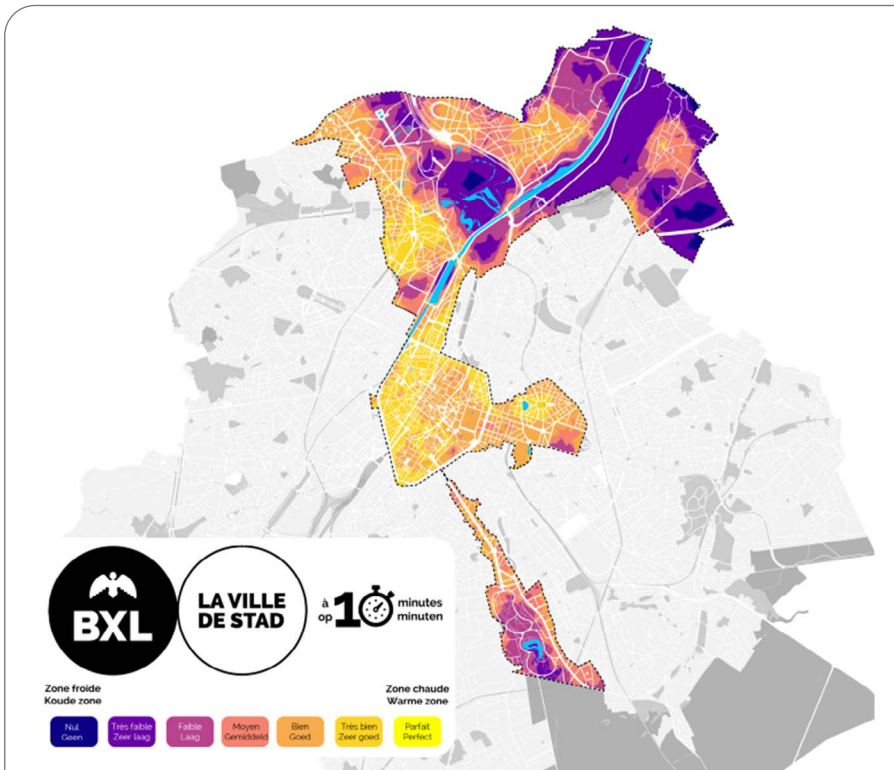 BXL
LA VILLE
DE STAD
à
op
10
minutes
minuten
Zone froide
Koude zone
Zone chaude
Warme zone
Nul
Geen
Très faible
Zeer laag
Faible
Laag
Moyen
Gemiddeld
Bien
Goed
Très bien
Zeer goed
Parfait
Perfect